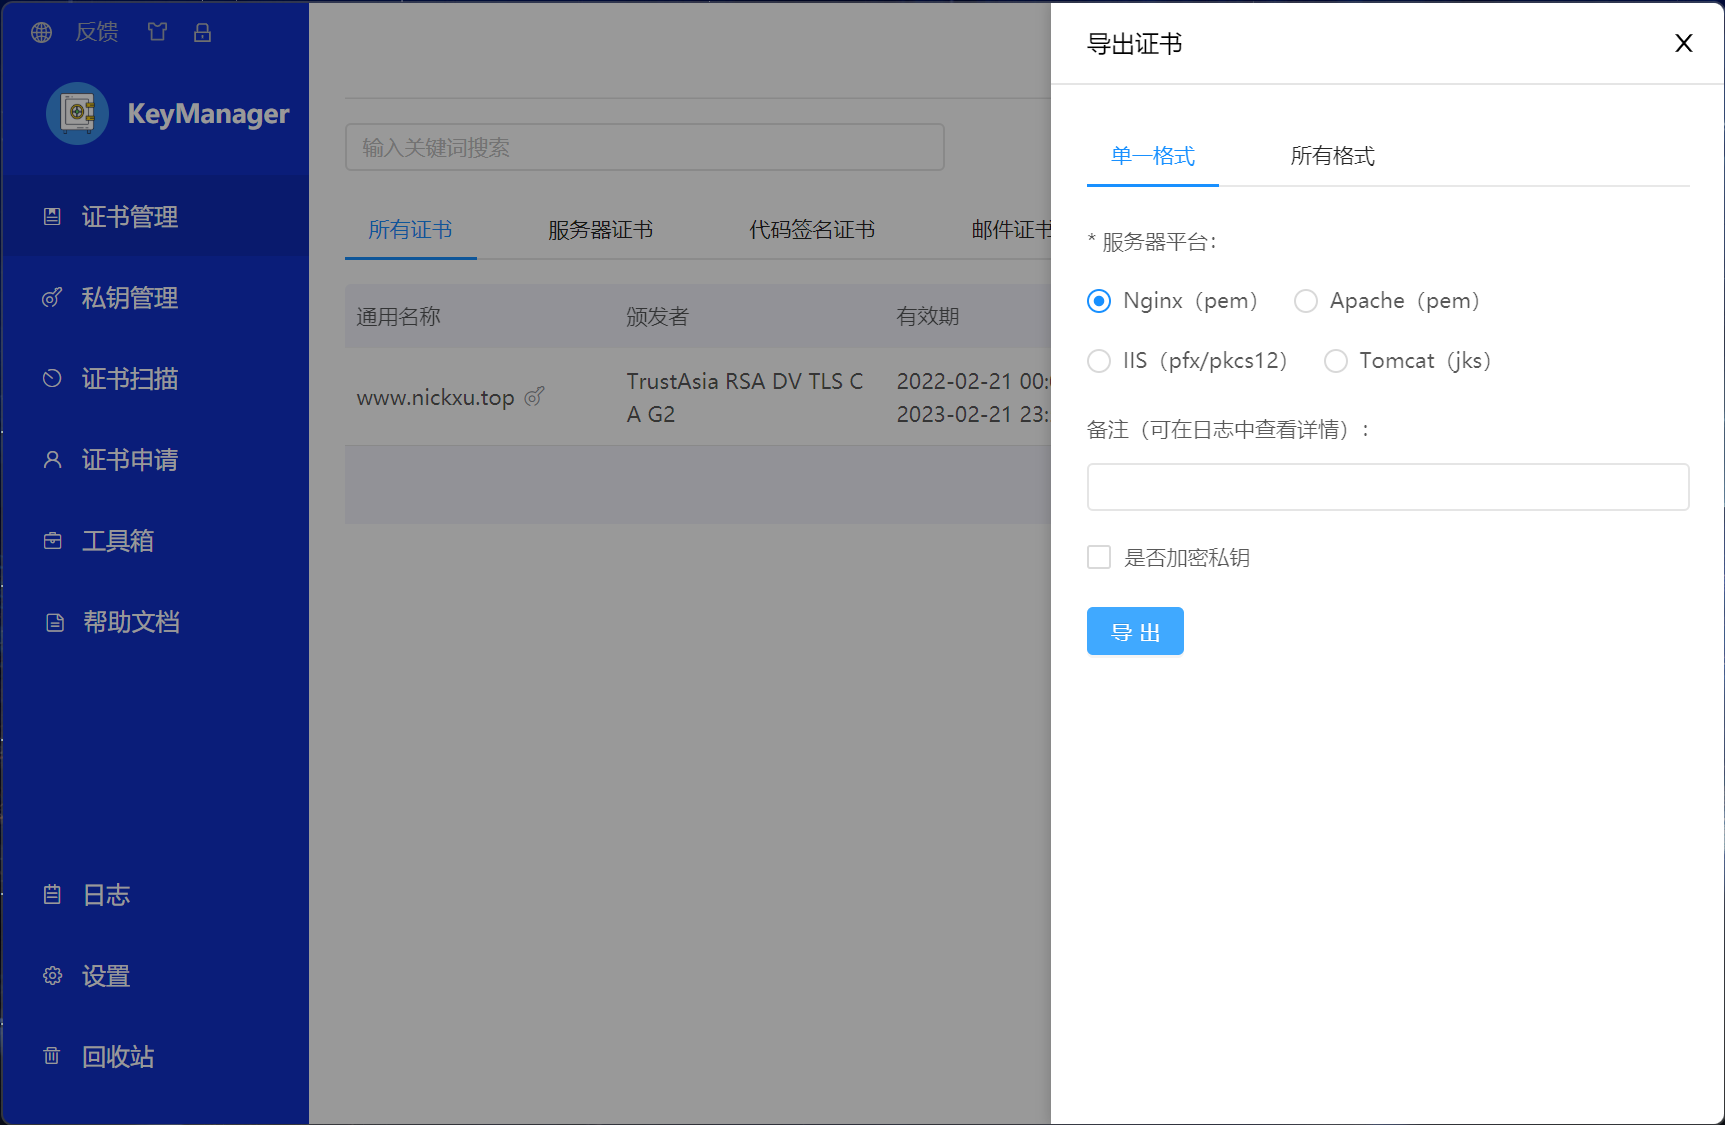 反馈
KeyManager
证书管理
私钥管理
证书扫描
证书申请
工具箱
帮助文档
日志
设置
回收站
输入关键词搜索
所有证书 服务器证书 代码签名证书 邮件证书
通用名称 颁发者 有效期
www.nickxu.top
TrustAsia RSA DV TLS C
A G2
2022-02-21 00:
2023-02-21 23:
导出证书
X
单一格式 所有格式
* 服务器平台:
Nginx（pem） Apache（pem）
IIS（pfx/pkcs12） Tomcat（jks）
备注（可在日志中查看详情）:
是否加密私钥
导 出